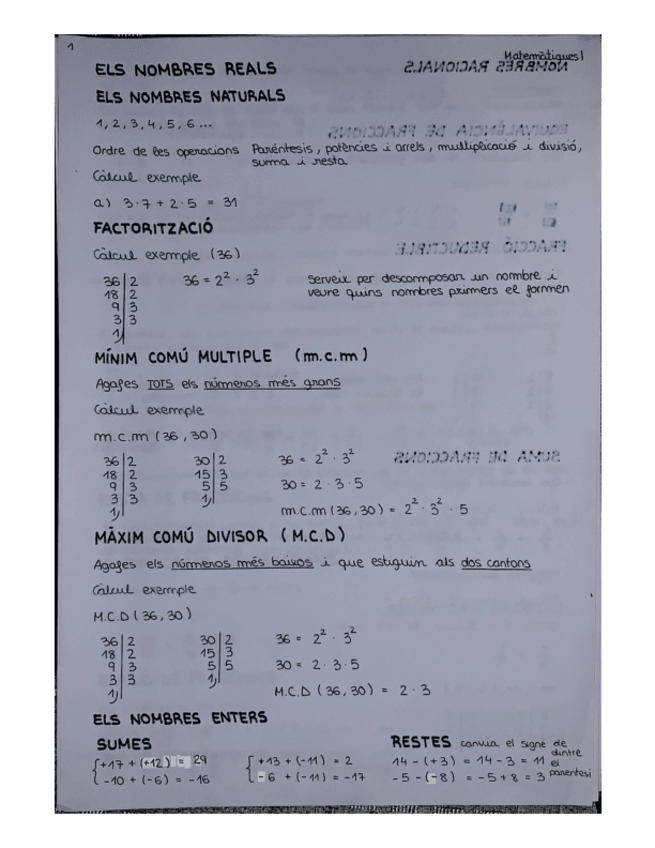 1
Matemàtiques I
ELS NOMBRES REALS
ELS NOMBRES NATURALS
1, 2, 3, 4, 5, 6 ...
Ordre de les operacions Paréntesis, potències i arrels, multiplicació i divisió,
suma i resta
Càlcul exemple
a) 3·7 + 2·5 = 31
FACTORITZACIÓ
Càlcul exemple (36)
36 | 2 36 = 2² · 3² Serveix per descomposar un nombre i
18 | 2 veure quins nombres primers el formen
9 | 3
3 | 3
1 |
MÍNIM COMÚ MULTIPLE (m.c.m)
Agafes TOTS els números més grans
Càlcul exemple
m.c.m (36, 30)
36 | 2 30 | 2 36 = 2² · 3²
18 | 2 15 | 3
9 | 3 5 | 5 30 = 2 · 3 · 5
3 | 3 1 |
1 | m.c.m (36, 30) = 2² · 3² · 5
MÀXIM COMÚ DIVISOR (M.C.D)
Agafes els números més baixos i que estiguin als dos cantons
Càlcul exemple
M.C.D (36, 30)
36 | 2 30 | 2 36 = 2² · 3²
18 | 2 15 | 3
9 | 3 5 | 5 30 = 2 · 3 · 5
3 | 3 1 |
1 | M.C.D (36, 30) = 2 · 3
ELS NOMBRES ENTERS
SUMES RESTES canvia el signe de
dintre
el
parèntesi
+17 + (+12) = 29 +13 + (-11) = 2 14 - (+3) = 14 - 3 = 11
-10 + (-6) = -16 -6 + (-11) = -17 -5 - (-8) = -5 + 8 = 3